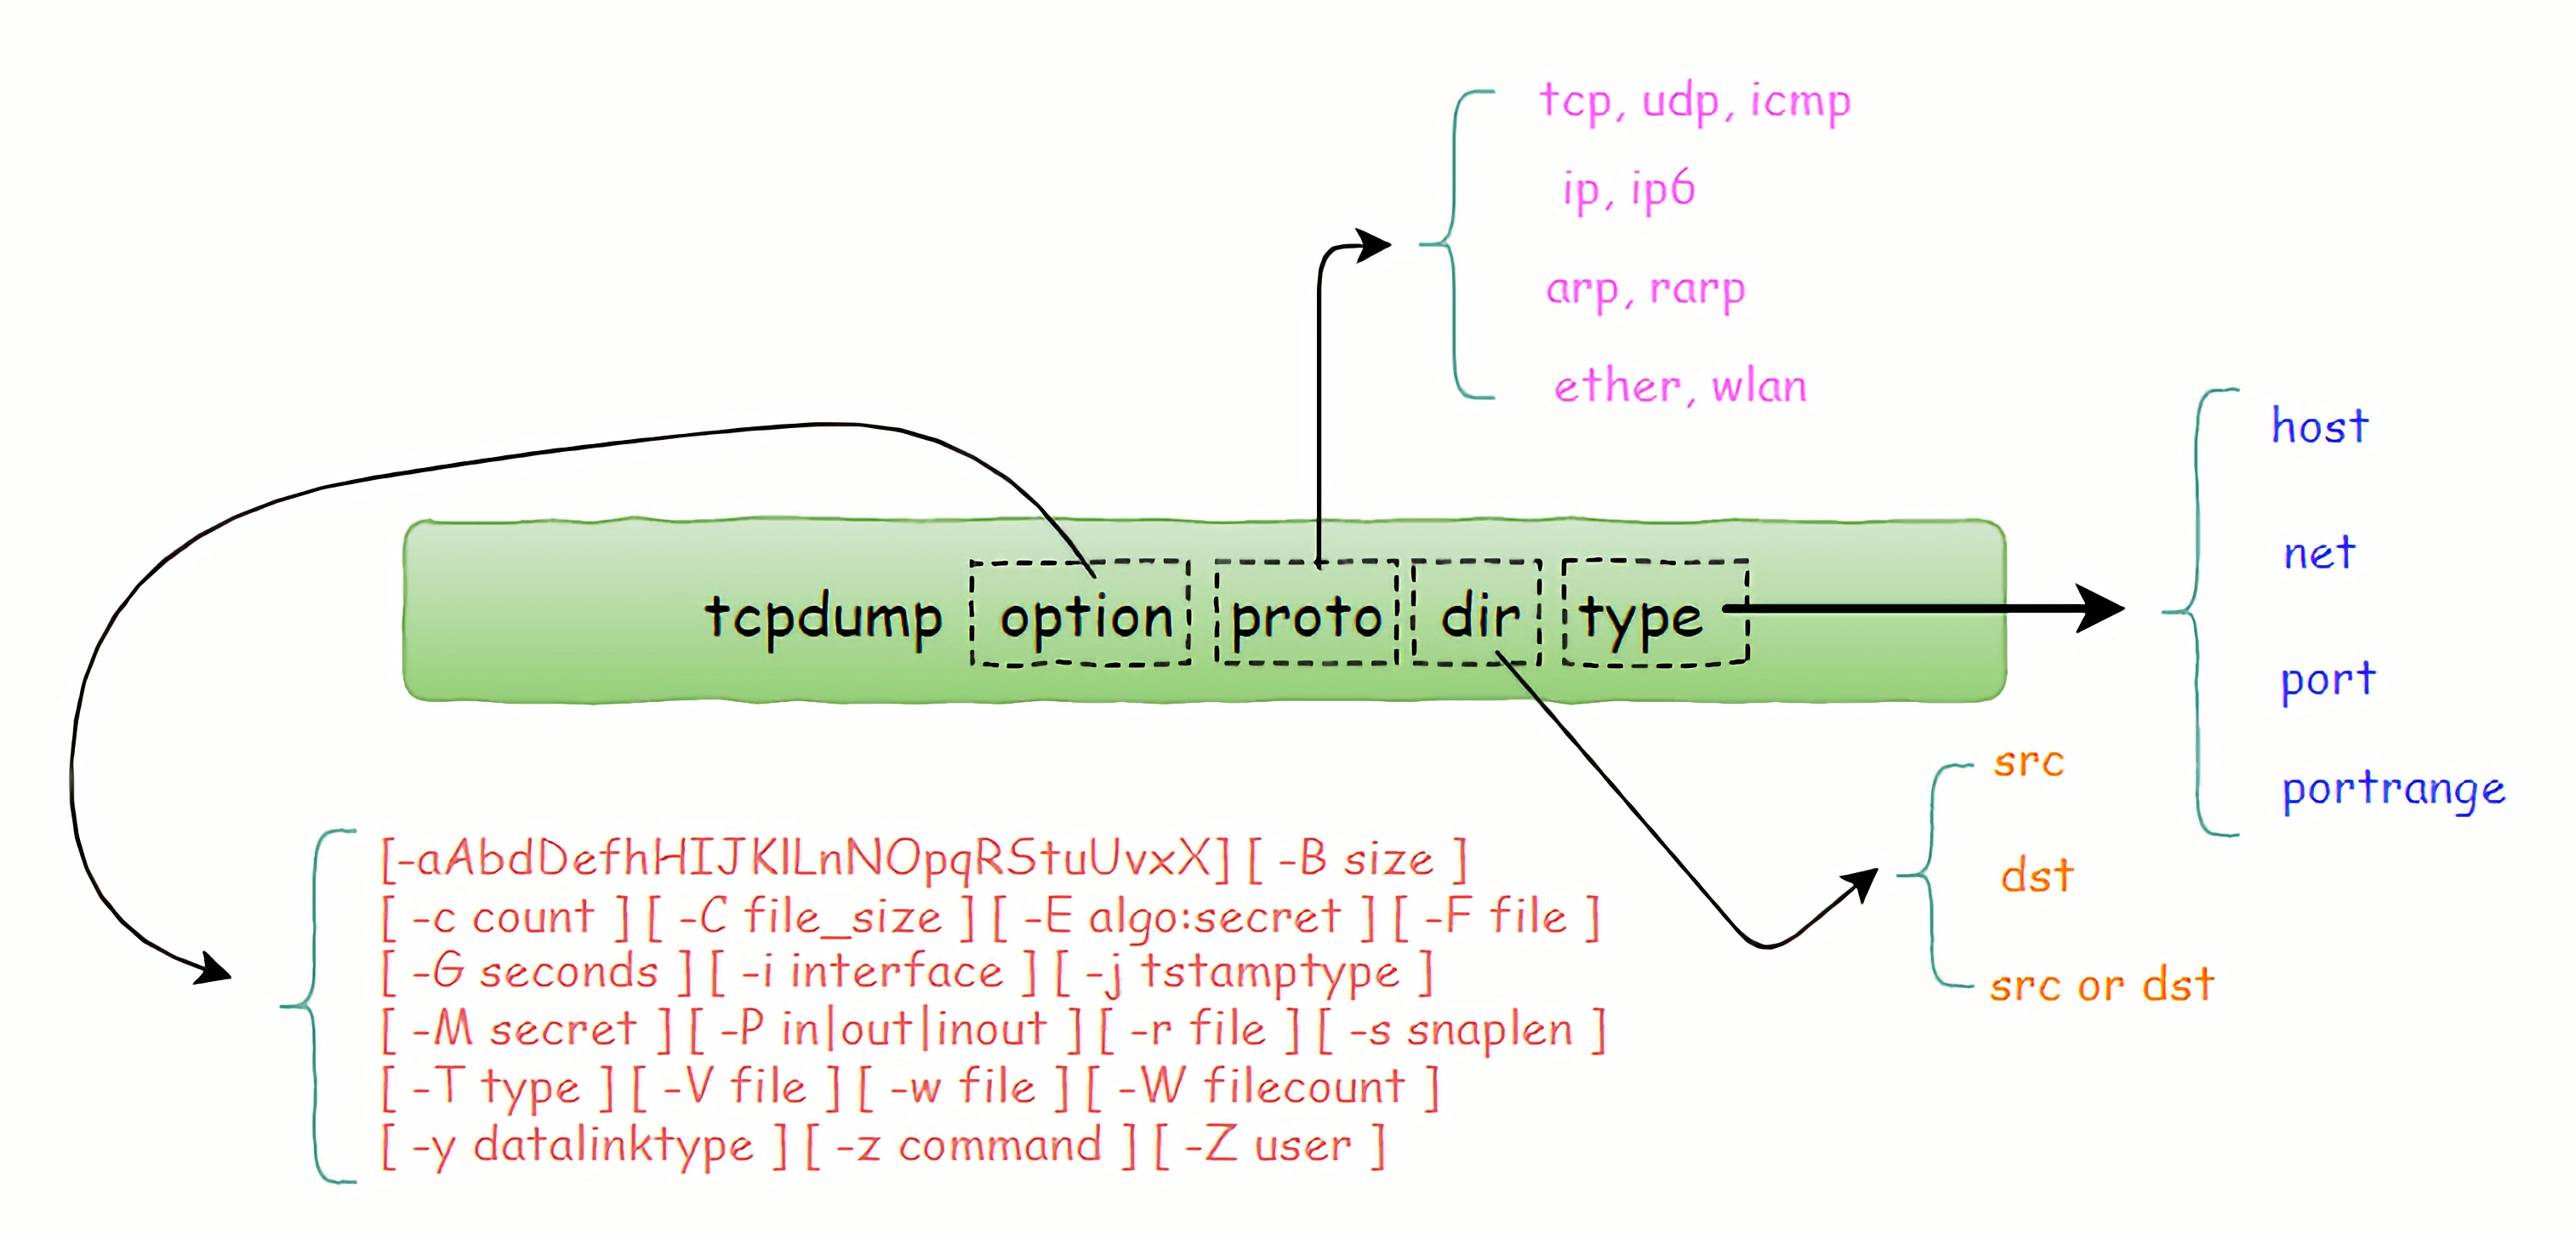 tcp, udp, icmp
ip, ip6
arp, rarp
ether, wlan
host
net
port
portrange
tcpdump option proto dir type
src
dst
src or dst
[-aAbdDefhHIJKlLnNOpqRStuUvxX] [ -B size ]
[ -c count ] [ -C file_size ] [ -E algo:secret ] [ -F file ]
[ -G seconds ] [ -i interface ] [ -j tstamptype ]
[ -M secret ] [ -P in|out|inout ] [ -r file ] [ -s snaplen ]
[ -T type ] [ -V file ] [ -w file ] [ -W filecount ]
[ -y datalinktype ] [ -z command ] [ -Z user ]